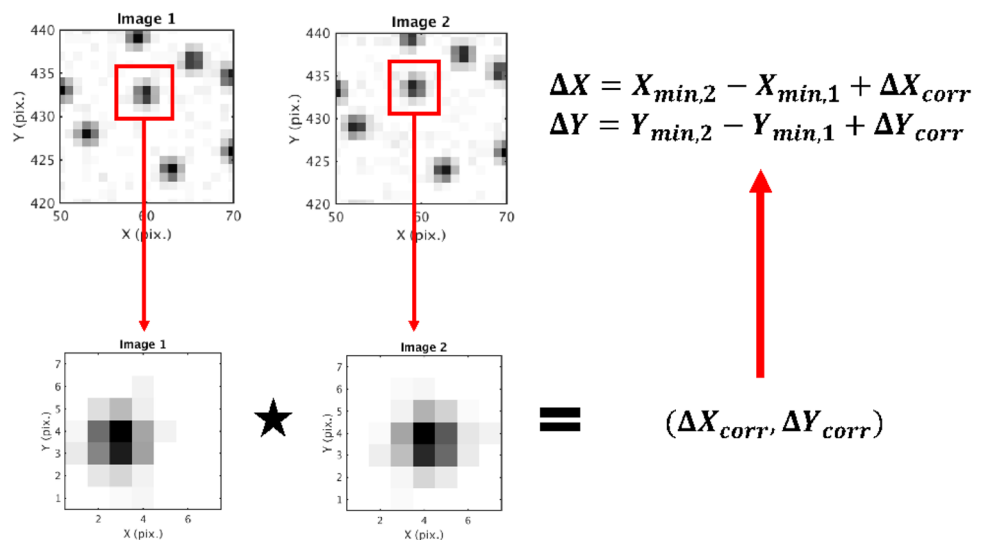 Image 1
440
435
430
425
420
50
60
70
Y (pix.)
X (pix.)
Image 2
440
435
430
425
420
50
60
70
Y (pix.)
X (pix.)
ΔX = X_min,2 − X_min,1 + ΔX_corr
ΔY = Y_min,2 − Y_min,1 + ΔY_corr
Image 1
7
6
5
4
3
2
1
2
4
6
Y (pix.)
X (pix.)
★
Image 2
7
6
5
4
3
2
1
2
4
6
Y (pix.)
X (pix.)
=
(ΔX_corr, ΔY_corr)